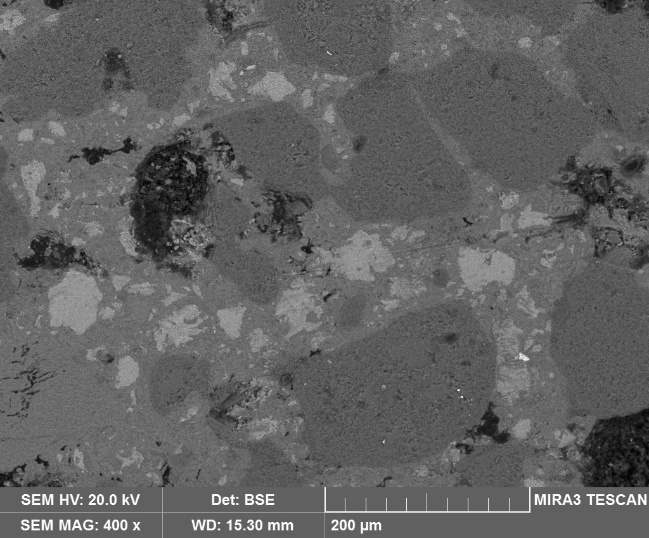 SEM HV: 20.0 kV Det: BSE MIRA3 TESCAN
SEM MAG: 400 x WD: 15.30 mm 200 µm